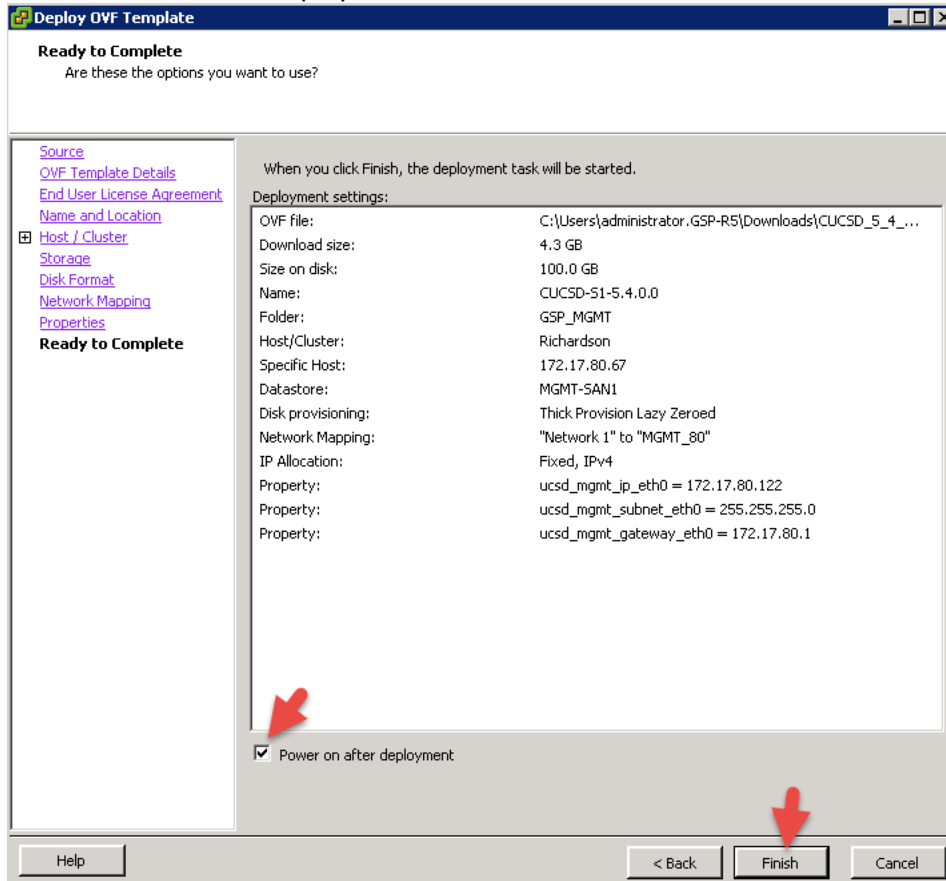 Deploy OVF Template
Ready to Complete
Are these the options you want to use?
Source
OVF Template Details
End User License Agreement
Name and Location
Host / Cluster
Storage
Disk Format
Network Mapping
Properties
Ready to Complete
When you click Finish, the deployment task will be started.
Deployment settings:
OVF file: C:\Users\administrator.GSP-R5\Downloads\CUCSD_5_4_...
Download size: 4.3 GB
Size on disk: 100.0 GB
Name: CUCSD-S1-5.4.0.0
Folder: GSP_MGMT
Host/Cluster: Richardson
Specific Host: 172.17.80.67
Datastore: MGMT-SAN1
Disk provisioning: Thick Provision Lazy Zeroed
Network Mapping: "Network 1" to "MGMT_80"
IP Allocation: Fixed, IPv4
Property: ucsd_mgmt_ip_eth0 = 172.17.80.122
Property: ucsd_mgmt_subnet_eth0 = 255.255.255.0
Property: ucsd_mgmt_gateway_eth0 = 172.17.80.1
Power on after deployment
Help
< Back
Finish
Cancel